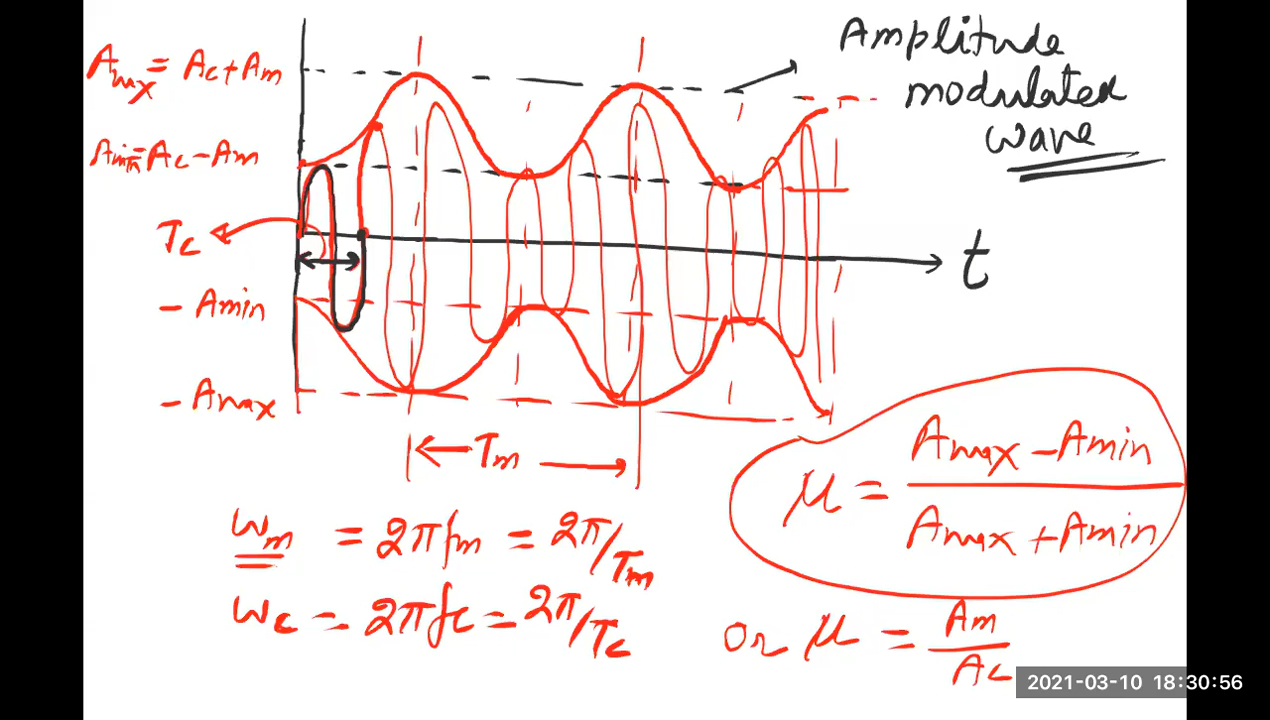 Amplitude
modulated
wave
Amax = Ac+Am
Amin = Ac-Am
Tc
t
- Amin
- Amax
Tm
μ = Amax - Amin / Amax + Amin
ωm = 2πfm = 2π/Tm
ωc = 2πfc = 2π/Tc
or μ = Am / Ac
2021-03-10 18:30:56